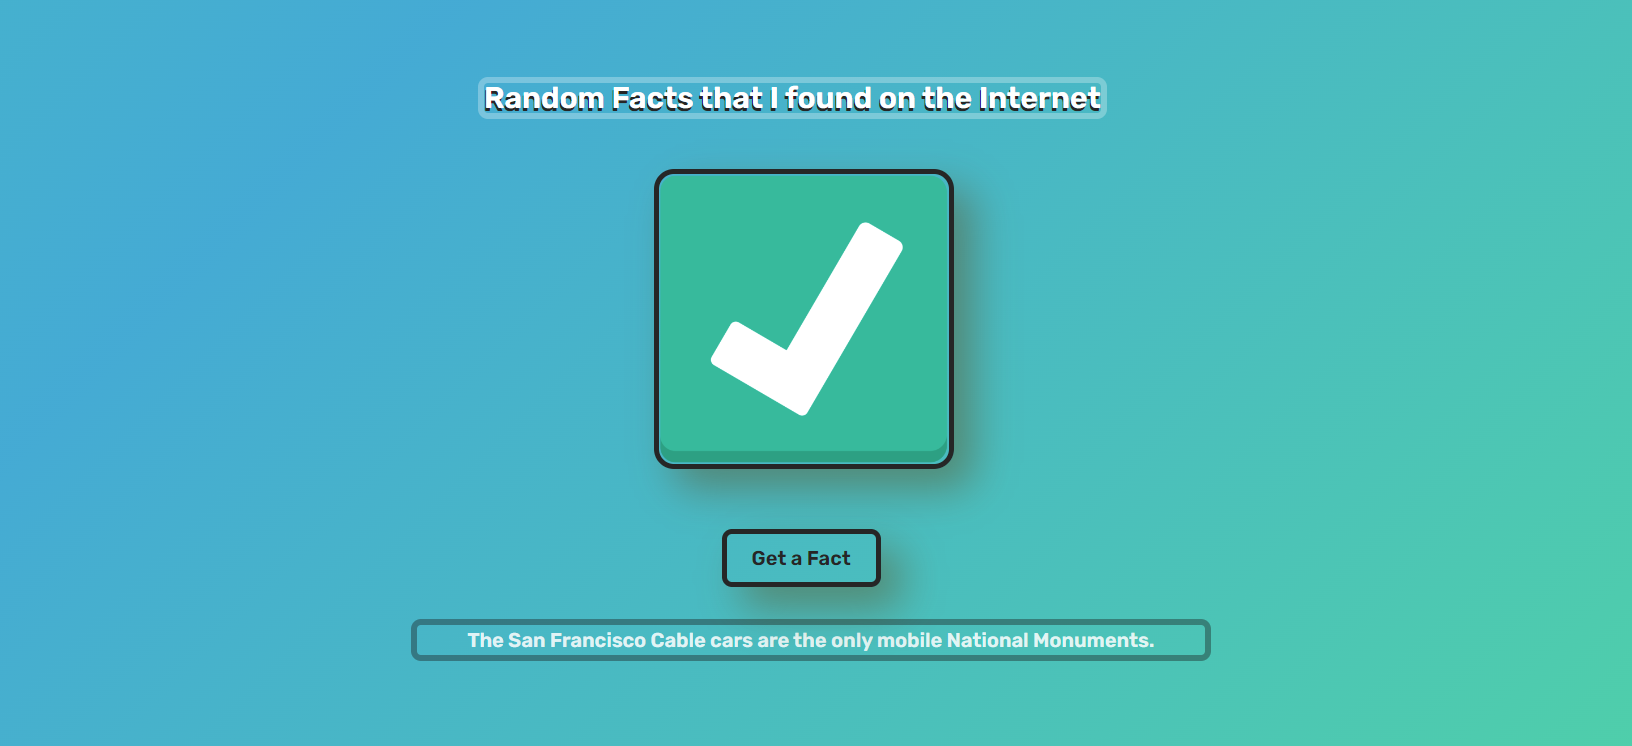 Random Facts that I found on the Internet
Get a Fact
The San Francisco Cable cars are the only mobile National Monuments.